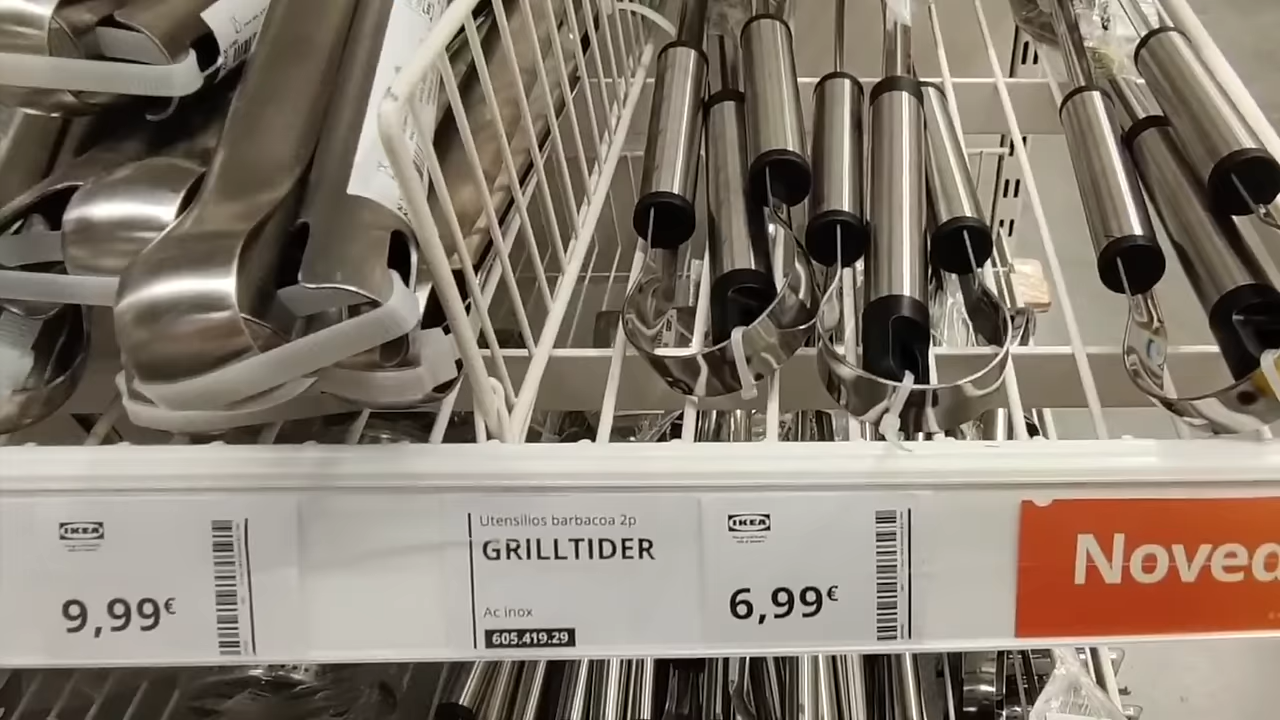 IKEA
9,99€
Utensilios barbacoa 2p
GRILLTIDER
Ac inox
605.419.29
IKEA
6,99€
Noved